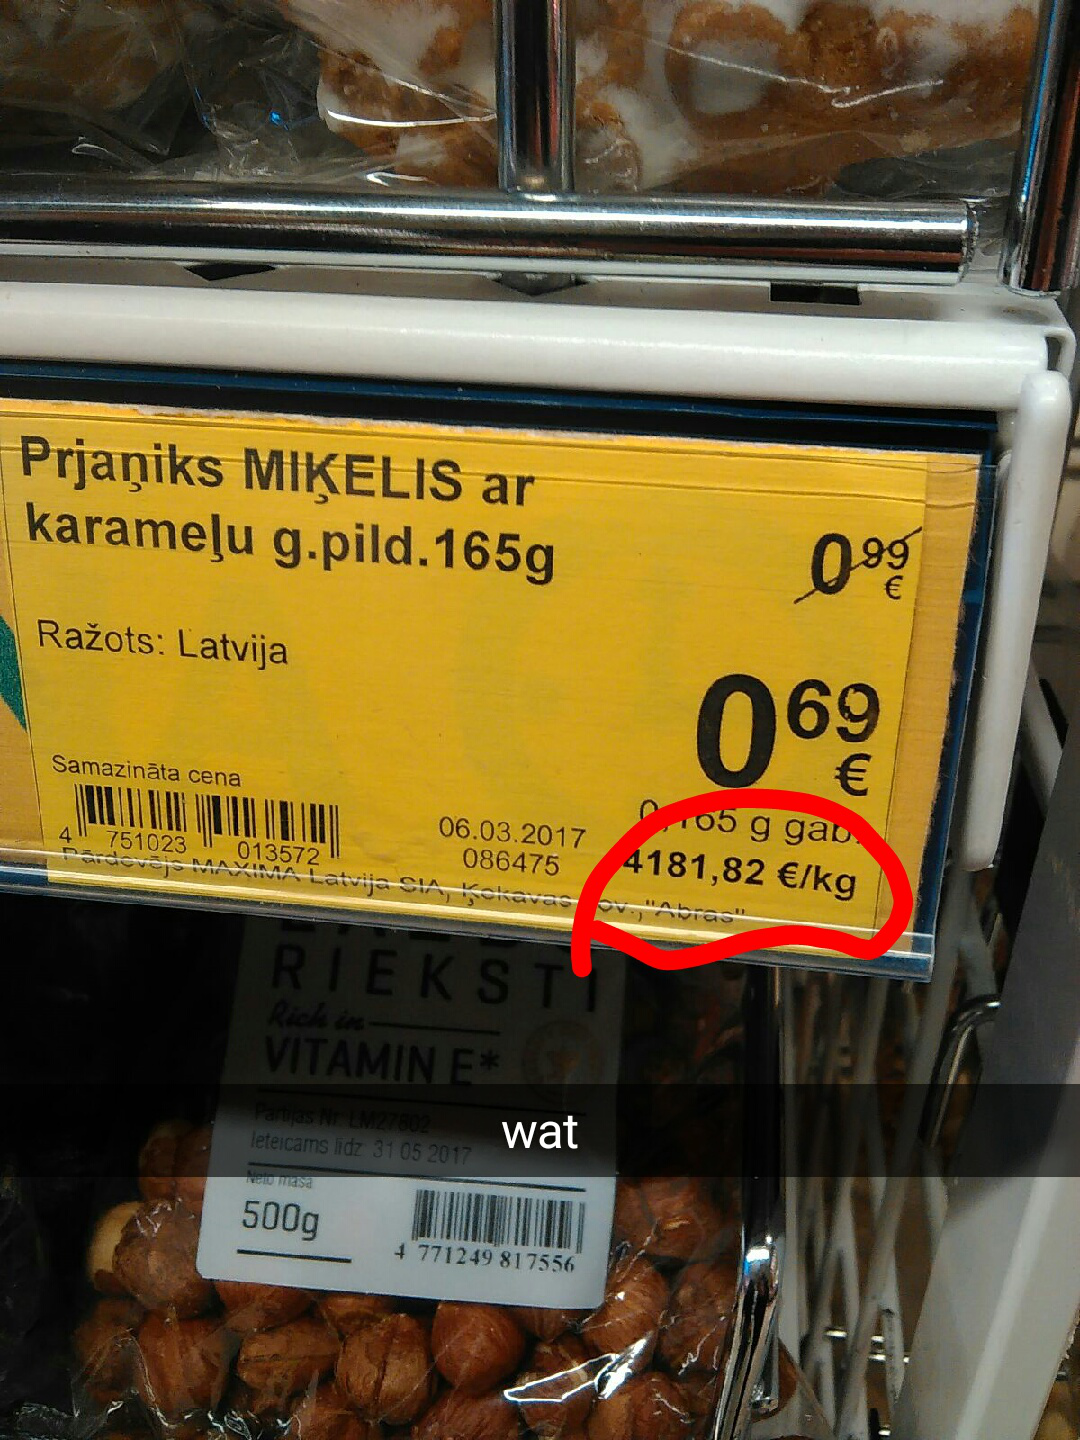 Prjaņiks MIĶELIS ar
karameļu g.pild.165g
0 99
€
Ražots: Latvija
0 69
€
Samazināta cena
0,165 g gab.
4181,82 €/kg
06.03.2017
086475
4 751023 013572
Pārdevējs MAXIMA Latvija SIA, Ķekavas nov.,"Abras"
RIEKSTI
Rich in
VITAMIN E*
Partijas Nr. LM27602
Ieteicams līdz: 31 05 2017
wat
Neto masa
500g
4 771249 817556